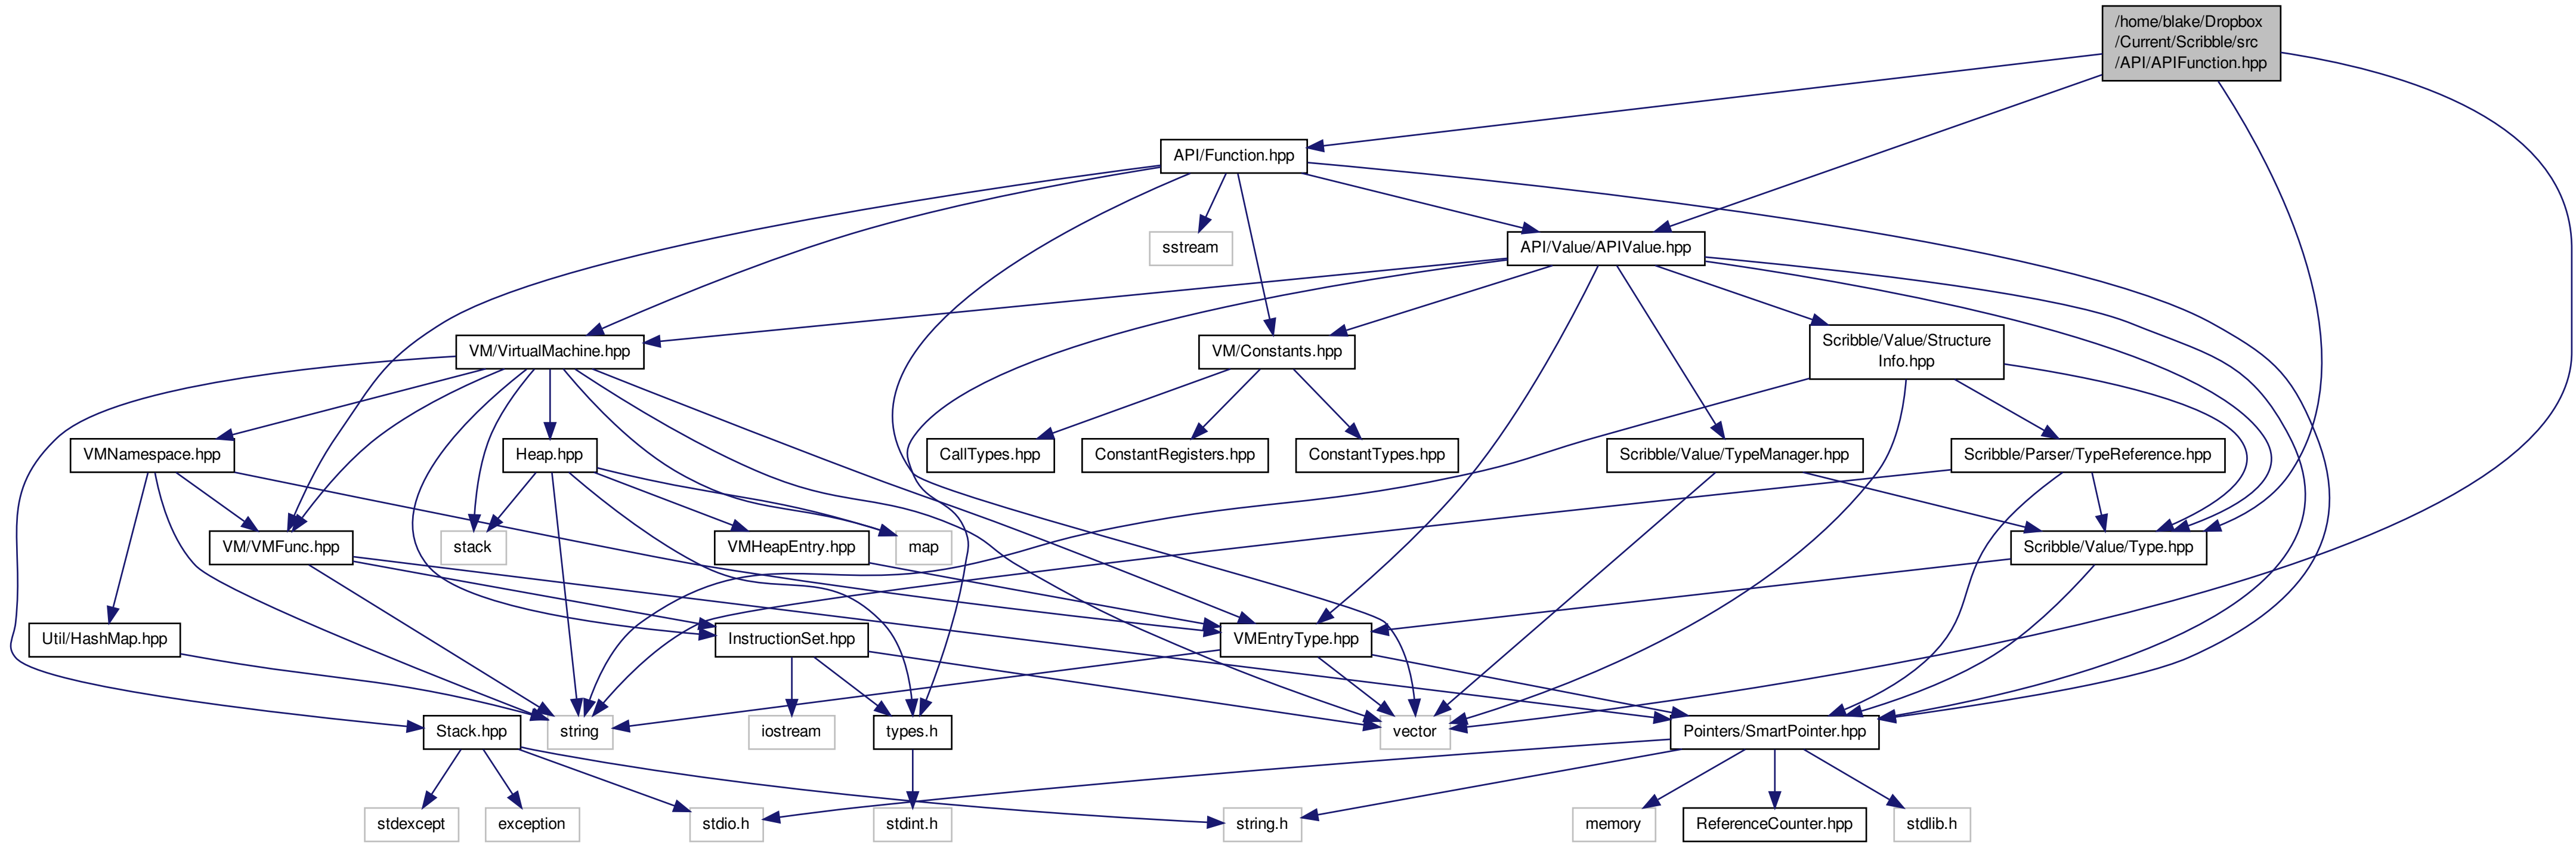 /home/blake/Dropbox
/Current/Scribble/src
/API/APIFunction.hpp
API/Function.hpp
sstream
API/Value/APIValue.hpp
VM/VirtualMachine.hpp
VM/Constants.hpp
Scribble/Value/Structure
Info.hpp
VMNamespace.hpp
Heap.hpp
CallTypes.hpp
ConstantRegisters.hpp
ConstantTypes.hpp
Scribble/Value/TypeManager.hpp
Scribble/Parser/TypeReference.hpp
VM/VMFunc.hpp
stack
VMHeapEntry.hpp
map
Scribble/Value/Type.hpp
Util/HashMap.hpp
InstructionSet.hpp
VMEntryType.hpp
Stack.hpp
string
iostream
types.h
vector
Pointers/SmartPointer.hpp
stdexcept
exception
stdio.h
stdint.h
string.h
memory
ReferenceCounter.hpp
stdlib.h